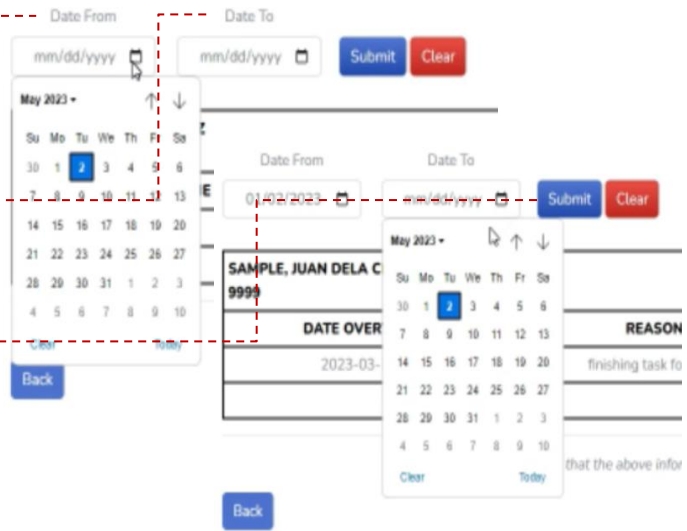 Date From
Date To
mm/dd/yyyy
mm/dd/yyyy
Submit
Clear
May 2023
Su Mo Tu We Th Fr Sa
30 1 2 3 4 5 6
7 8 9 10 11 12 13
14 15 16 17 18 19 20
21 22 23 24 25 26 27
28 29 30 31 1 2 3
4 5 6 7 8 9 10
Clear
Today
Back
Date From
Date To
01/02/2023
mm/dd/yyyy
Submit
Clear
SAMPLE, JUAN DELA C
9999
DATE OVER
REASON
2023-03-
finishing task fo
May 2023
Su Mo Tu We Th Fr Sa
30 1 2 3 4 5 6
7 8 9 10 11 12 13
14 15 16 17 18 19 20
21 22 23 24 25 26 27
28 29 30 31 1 2 3
4 5 6 7 8 9 10
Clear
Today
that the above infor
Back